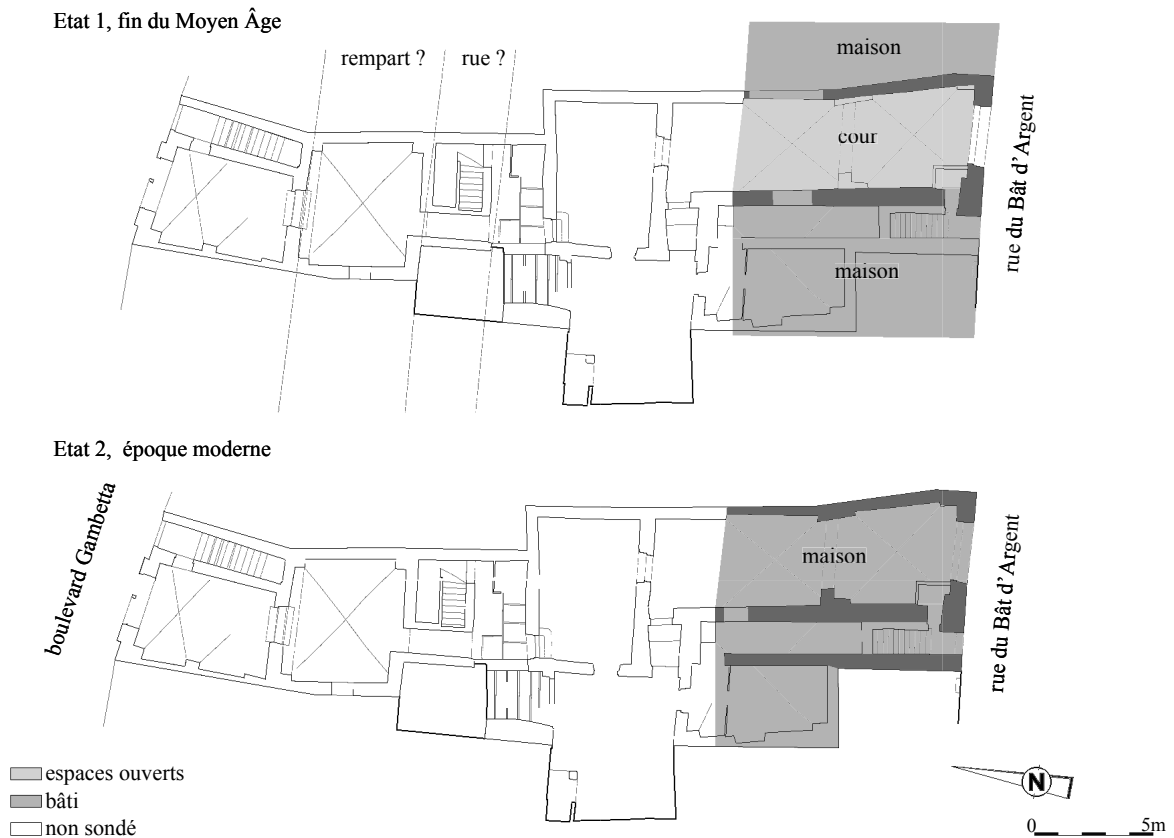 Etat 1, fin du Moyen Âge
maison
rempart ?
rue ?
cour
maison
rue du Bât d’Argent
Etat 2, époque moderne
boulevard Gambetta
maison
rue du Bât d’Argent
espaces ouverts
bâti
non sondé
N
0 5m